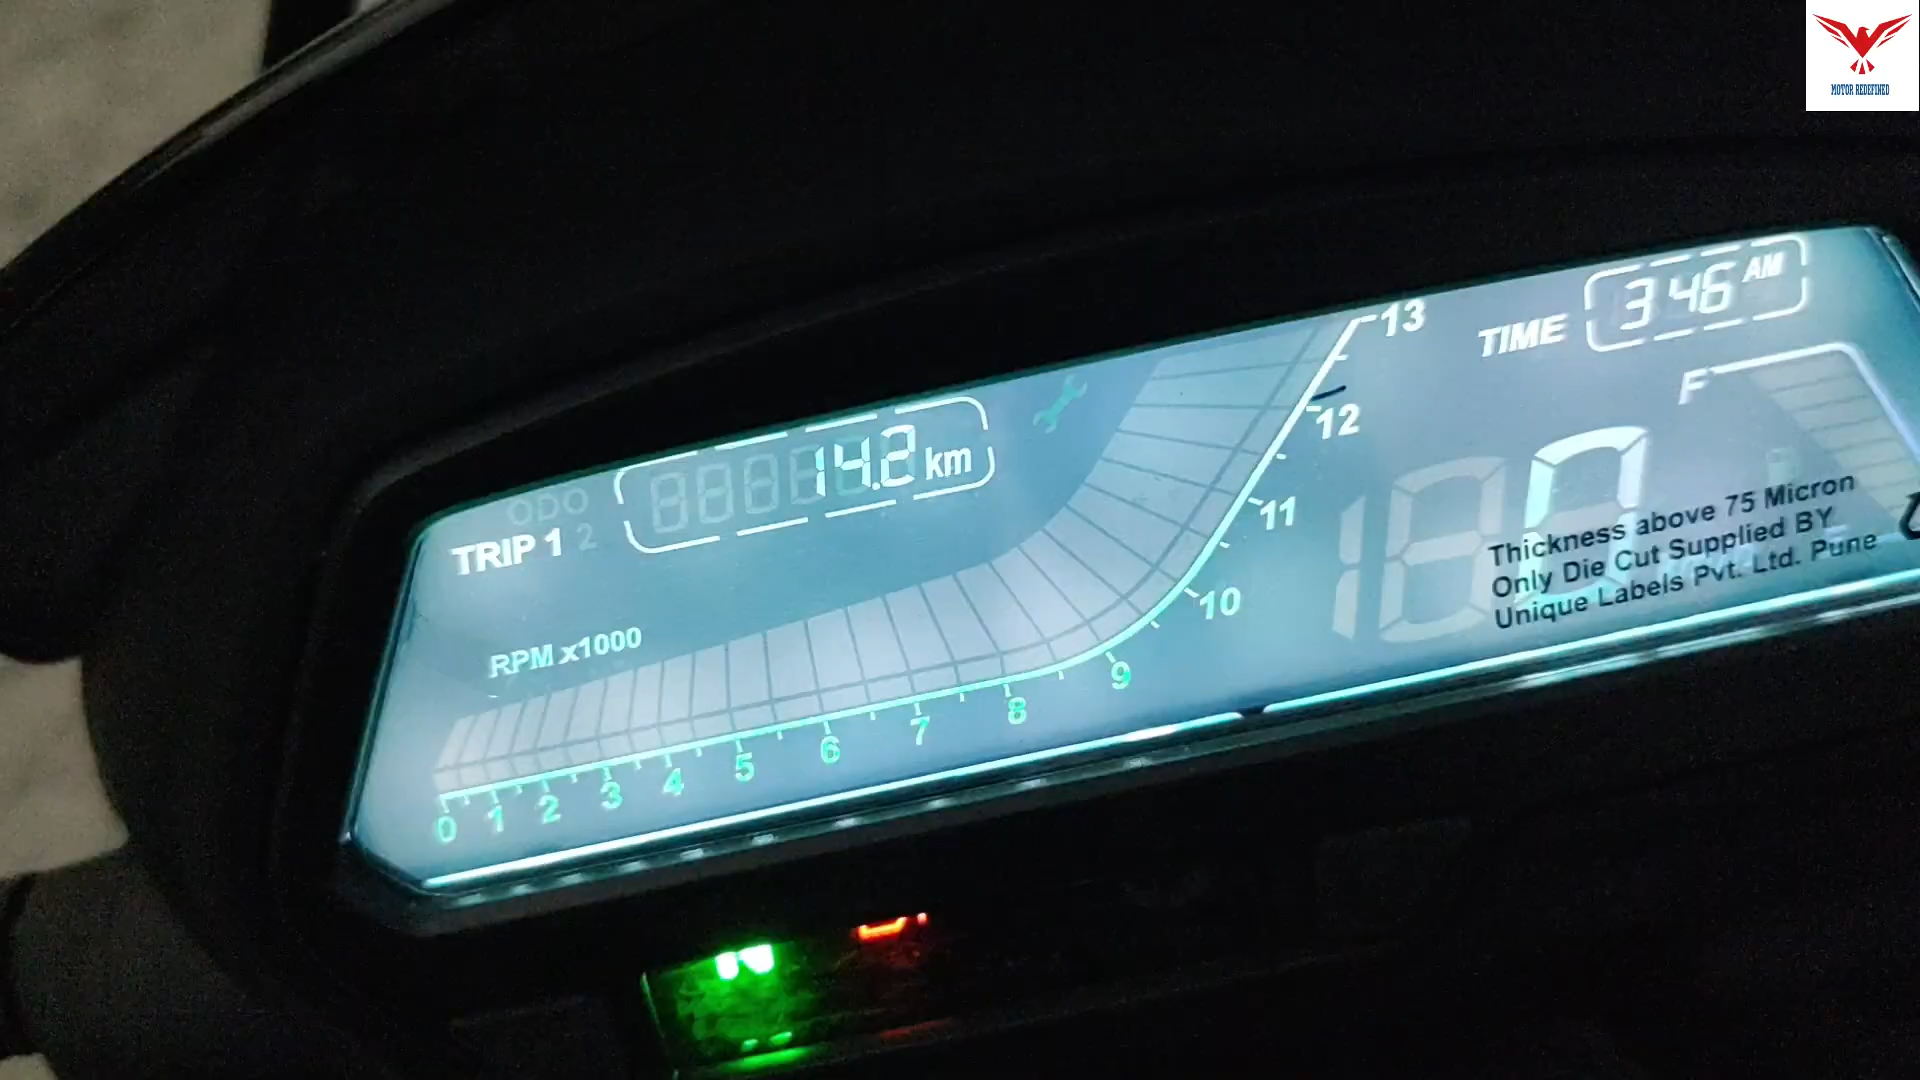 MOTOR REDEFINED
TIME 3:46 AM
ODO
TRIP 1 2
14.2 km
RPM x1000
0 1 2 3 4 5 6 7 8 9 10 11 12 13
F
0
Thickness above 75 Micron
Only Die Cut Supplied BY
Unique Labels Pvt. Ltd. Pune